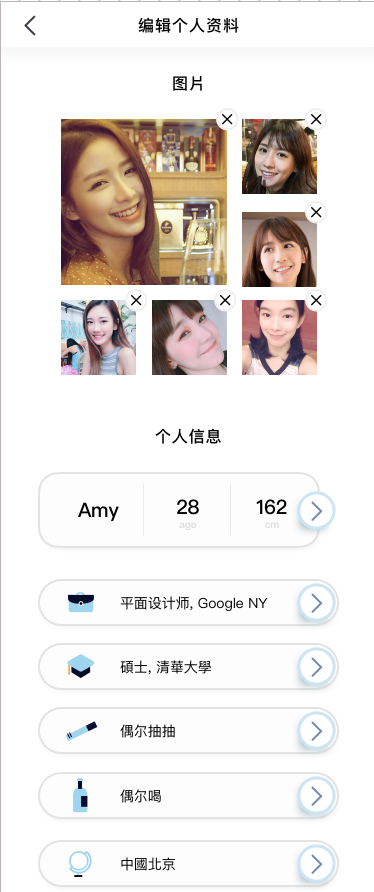 编辑个人资料
图片
个人信息
Amy
28
age
162
cm
平面设计师, Google NY
碩士, 清華大學
偶尔抽抽
偶尔喝
中國北京